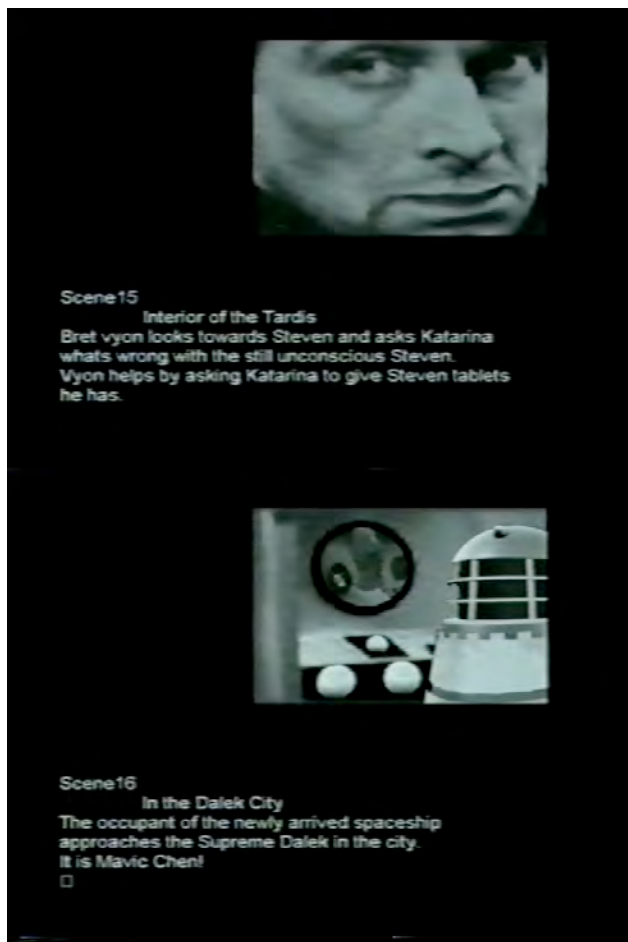 Scene15
Interior of the Tardis
Bret vyon looks towards Steven and asks Katarina
whats wrong with the still unconscious Steven.
Vyon helps by asking Katarina to give Steven tablets
he has.
Scene16
In the Dalek City
The occupant of the newly arrived spaceship
approaches the Supreme Dalek in the city.
It is Mavic Chen!